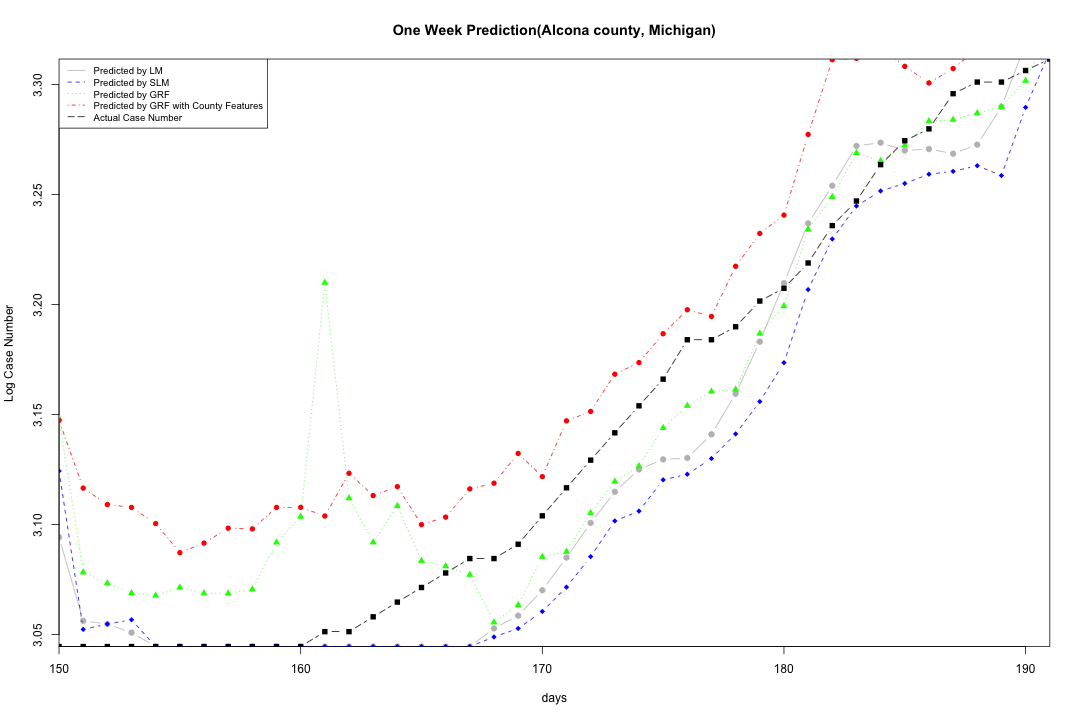 One Week Prediction(Alcona county, Michigan)
Predicted by LM
Predicted by SLM
Predicted by GRF
Predicted by GRF with County Features
Actual Case Number
Log Case Number
3.30
3.25
3.20
3.15
3.10
3.05
150 160 170 180 190
days